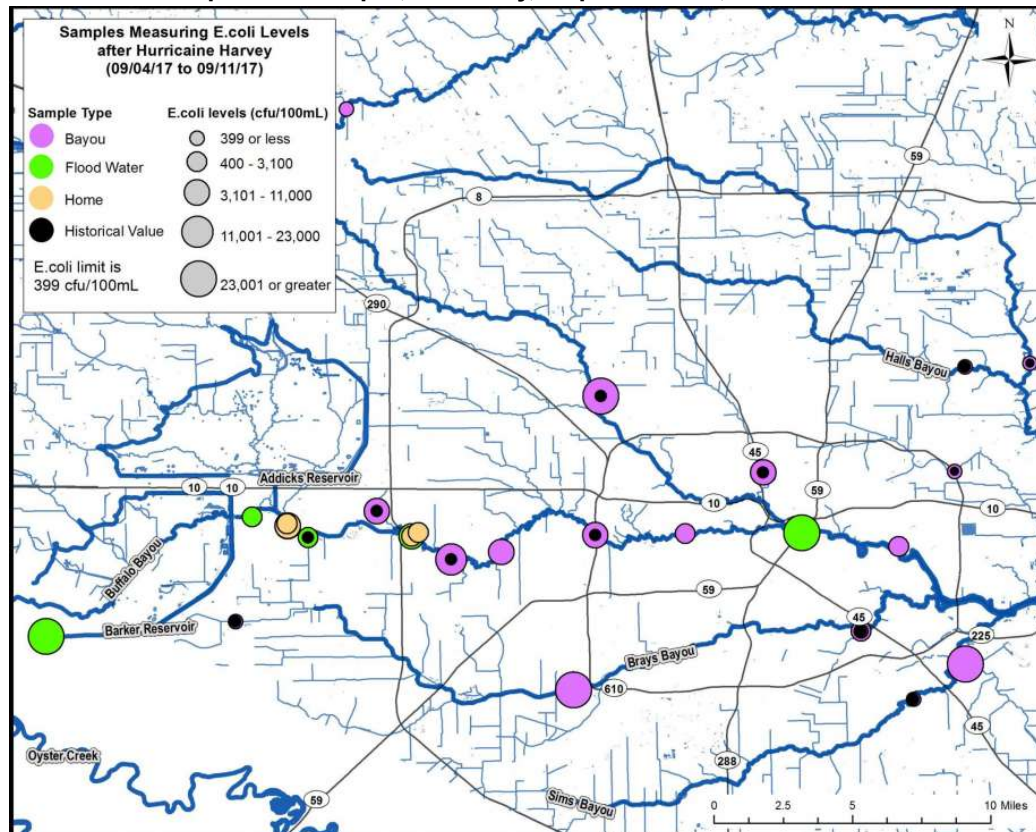 Samples Measuring E.coli Levels
after Hurricaine Harvey
(09/04/17 to 09/11/17)
Sample Type
Bayou
Flood Water
Home
Historical Value
E.coli limit is
399 cfu/100mL
E.coli levels (cfu/100mL)
399 or less
400 - 3,100
3,101 - 11,000
11,001 - 23,000
23,001 or greater
N
59
8
290
Halls Bayou
45
Addicks Reservoir
10
10
10
59
10
Buffalo Bayou
59
Barker Reservoir
45
225
Brays Bayou
610
45
Oyster Creek
288
59
Sims Bayou
0 2.5 5 10 Miles